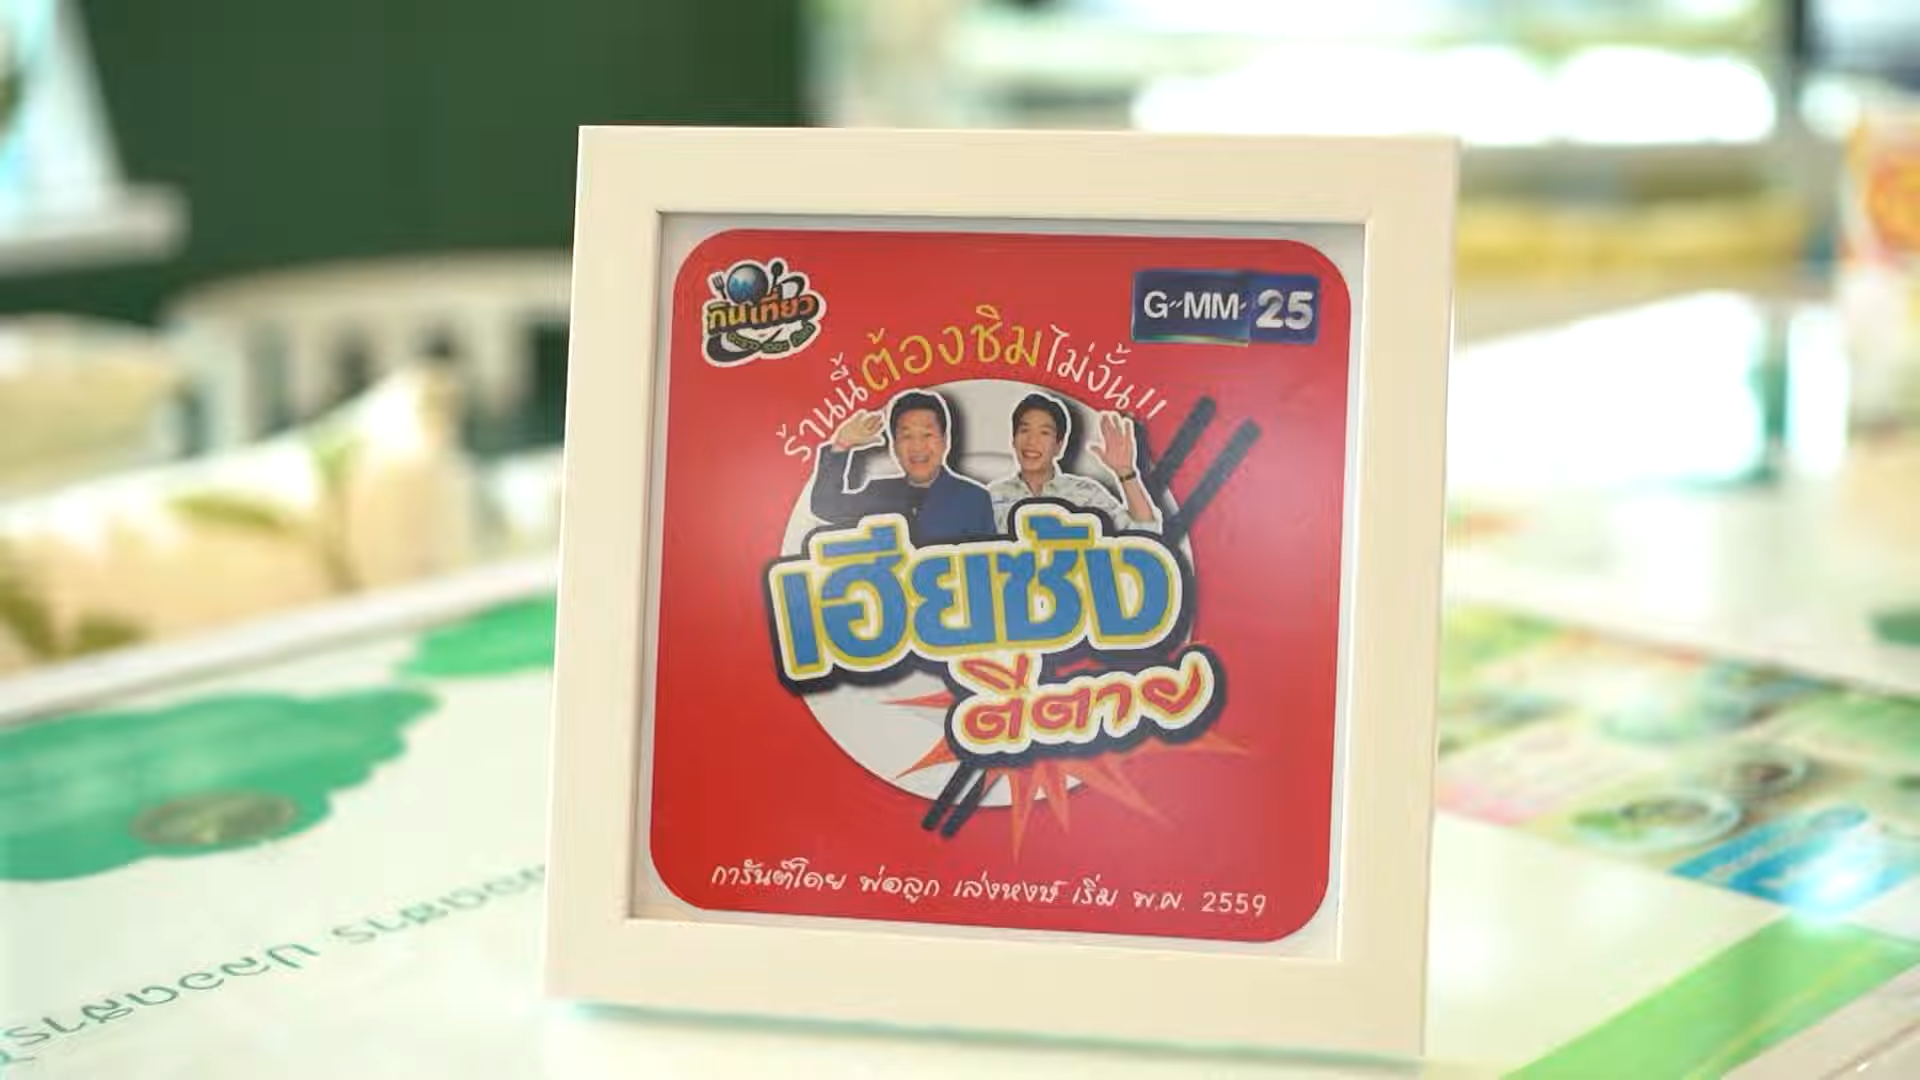 กินเที่ยว
G"MM' 25
ร้านนี้ต้องชิมไม่งั้น!!
เฮียซ้ง
ตีตาย
การันตีโดย พ่อลูก เล่งหงษ์ เริ่ม พ.ศ. 2559